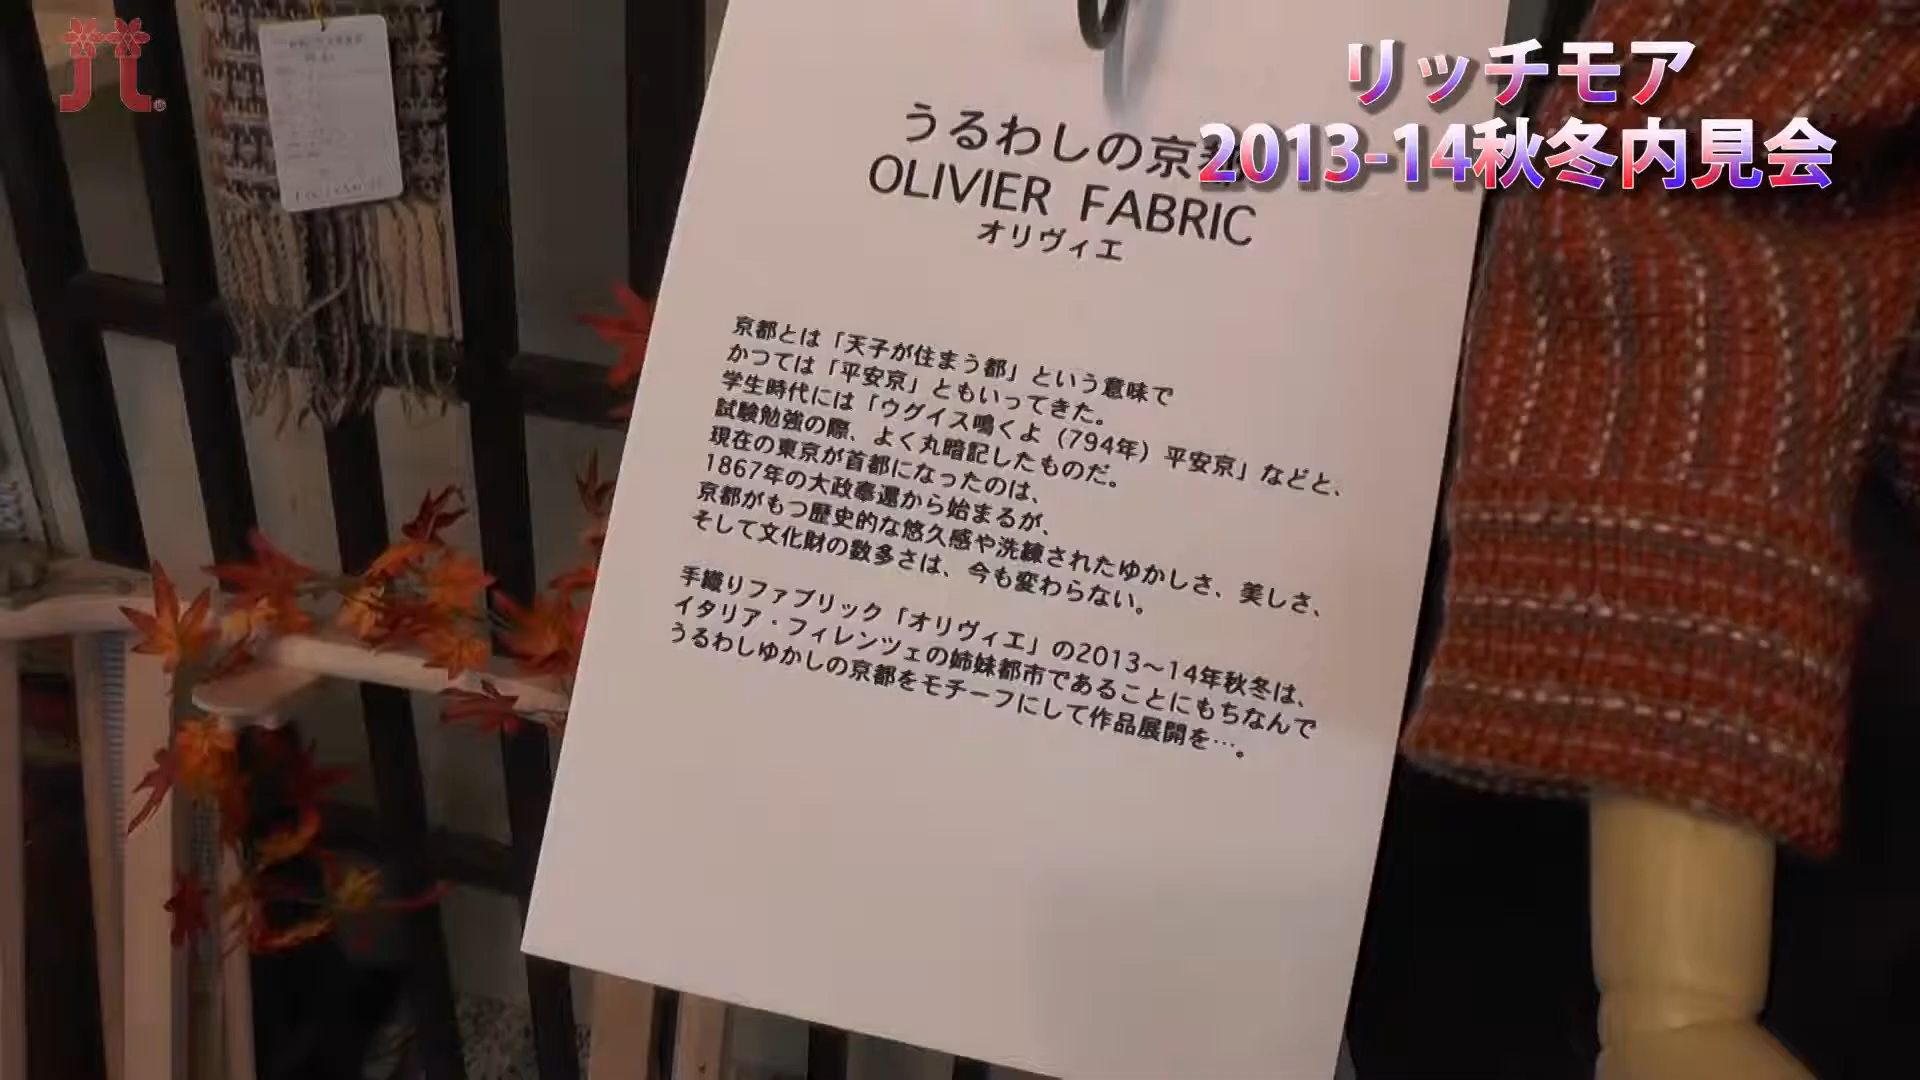 リッチモア
2013-14秋冬内見会
うるわしの京都
OLIVIER FABRIC
オリヴィエ
京都とは「天子が住まう都」という意味で
かつては「平安京」ともいってきた。
学生時代には「ウグイス鳴くよ（794年）平安京」などと、
試験勉強の際、よく丸暗記したものだ。
現在の東京が首都になったのは、
1867年の大政奉還から始まるが、
京都がもつ歴史的な悠久感や洗練されたゆかしさ、美しさ、
そして文化財の数多さは、今も変わらない。
手織りファブリック「オリヴィエ」の2013～14年秋冬は、
イタリア・フィレンツェの姉妹都市であることにもちなんで
うるわしゆかしの京都をモチーフにして作品展開を…。